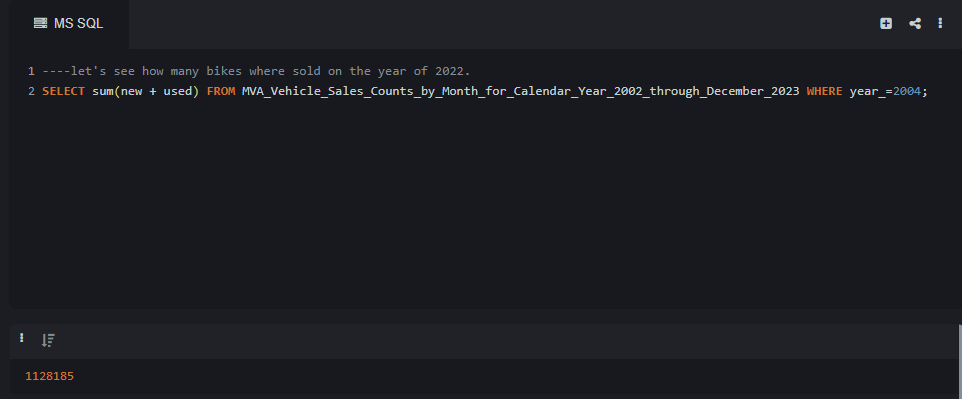 MS SQL
1 ----let's see how many bikes where sold on the year of 2022.
2 SELECT sum(new + used) FROM MVA_Vehicle_Sales_Counts_by_Month_for_Calendar_Year_2002_through_December_2023 WHERE year_=2004;
1128185